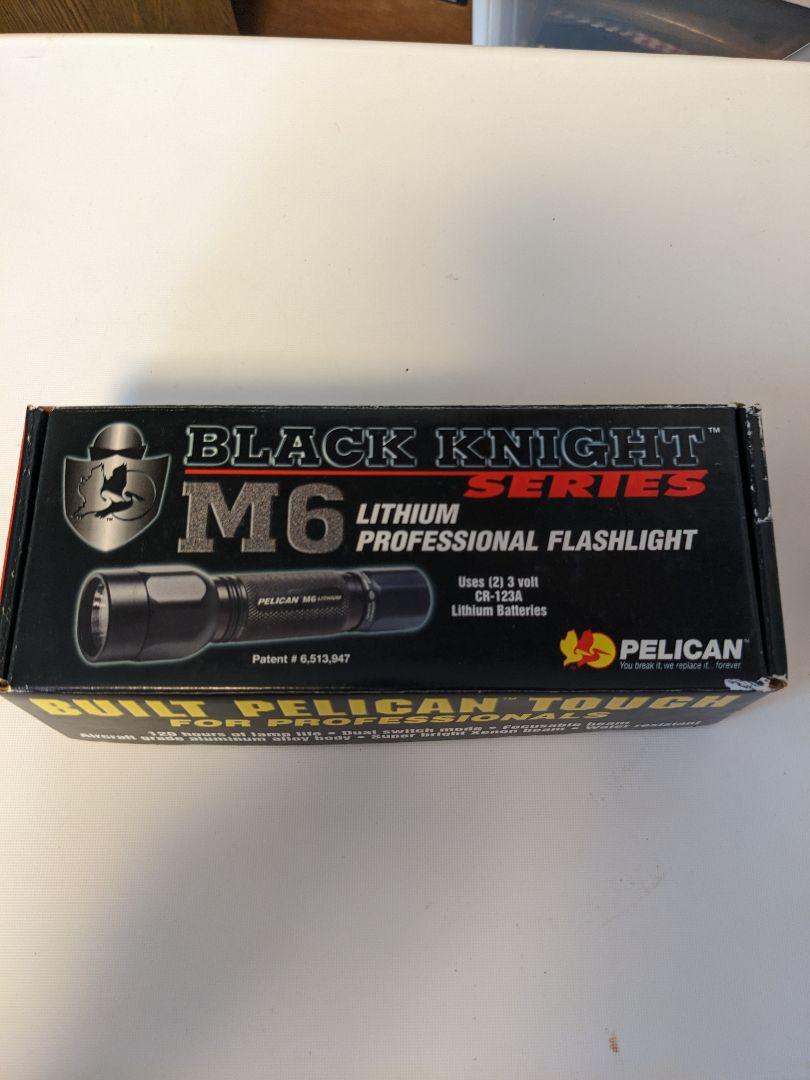 BLACK KNIGHT™
SERIES
M6 LITHIUM
PROFESSIONAL FLASHLIGHT
Uses (2) 3 volt
CR-123A
Lithium Batteries
PELICAN M6 LITHIUM
Patent # 6,513,947
PELICAN™
You break it, we replace it... forever.
BUILT PELICAN™ TOUGH
FOR PROFESSIONALS
120 hours of lamp life • Dual switch mode • Focusable beam
Aircraft grade aluminum alloy body • Super bright Xenon beam • Water resistant